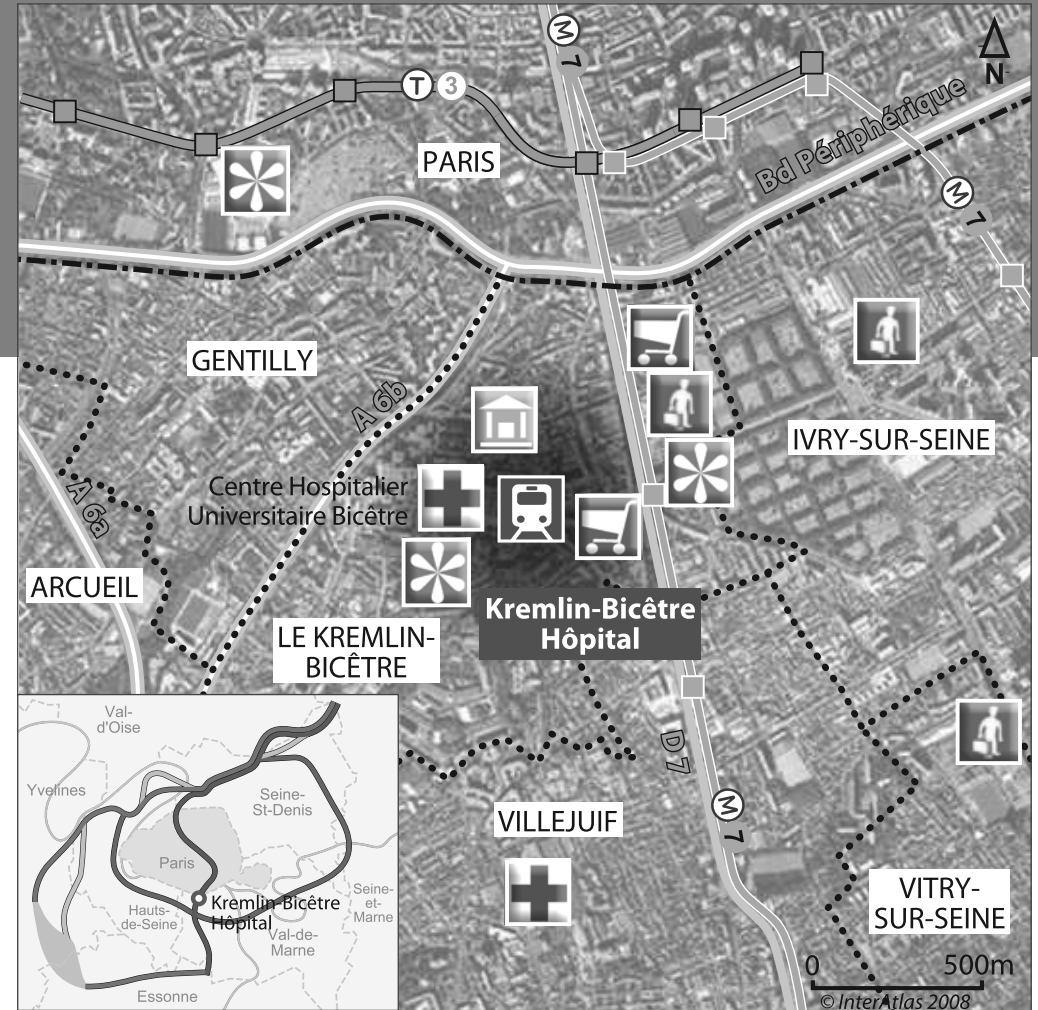 M 7
N
T 3
PARIS
Bd Périphérique
M 7
GENTILLY
A 6b
IVRY-SUR-SEINE
Centre Hospitalier
Universitaire Bicêtre
A 6a
ARCUEIL
Kremlin-Bicêtre
Hôpital
LE KREMLIN-
BICÊTRE
D 7
M 7
VILLEJUIF
VITRY-
SUR-SEINE
0 500m
© InterAtlas 2008
Val-
d'Oise
Yvelines
Seine-
St-Denis
Paris
Seine-
et-
Marne
Kremlin-Bicêtre
Hôpital
Hauts-
de-Seine
Val-de-
Marne
Essonne